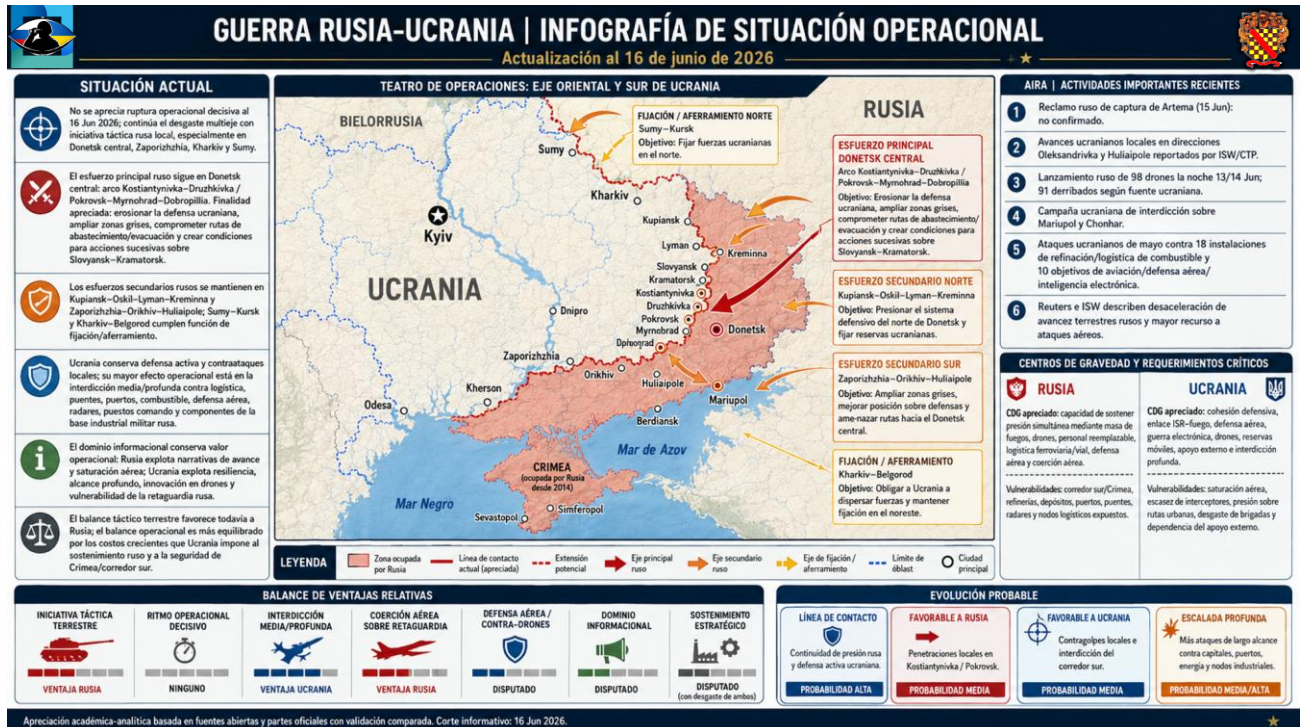 GUERRA RUSIA-UCRANIA | INFOGRAFÍA DE SITUACIÓN OPERACIONAL
Actualización al 16 de junio de 2026
SITUACIÓN ACTUAL
No se aprecia ruptura operacional decisiva al
16 Jun 2026; continúa el desgaste multieje con
iniciativa táctica rusa local, especialmente en
Donetsk central, Zaporizhzhia, Kharkiv y Sumy.
El esfuerzo principal ruso sigue en Donetsk
central: arco Kostiantynivka–Druzhkivka /
Pokrovsk–Myrnohrad–Dobropillia. Finalidad
apreciada: erosionar la defensa ucraniana,
ampliar zonas grises, comprometer rutas de
abastecimiento/evacuación y crear condiciones
para acciones sucesivas sobre
Slovyansk–Kramatorsk.
Los esfuerzos secundarios rusos se mantienen en
Kupiansk–Oskil–Lyman–Kreminna y
Zaporizhzhia–Orikhiv–Huliaipole; Sumy–Kursk
y Kharkiv–Belgorod cumplen función de
fijación/aferramiento.
Ucrania conserva defensa activa y contraataques
locales; su mayor efecto operacional está en la
interdicción media/profunda contra logística,
puentes, puertos, combustible, defensa aérea,
radares, puestos comando y componentes de la
base industrial militar rusa.
El dominio informacional conserva valor
operacional: Rusia explota narrativas de avance
y saturación aérea; Ucrania explota resiliencia,
alcance profundo, innovación en drones y
vulnerabilidad de la retaguardia rusa.
El balance táctico terrestre favorece todavía a
Rusia; el balance operacional es más equilibrado
por los costos crecientes que Ucrania impone al
sostenimiento ruso y a la seguridad de
Crimea/corredor sur.
TEATRO DE OPERACIONES: EJE ORIENTAL Y SUR DE UCRANIA
BIELORRUSIA
RUSIA
UCRANIA
Sumy
Kharkiv
Kyiv
Kupiansk
Lyman
Kreminna
Slovyansk
Kramatorsk
Kostiantynivka
Druzhkivka
Pokrovsk
Myrnobrad
Donetsk
Dnipro
Zaporizhzhia
Orikhiv
Huliaipole
Mariupol
Kherson
Odesa
Berdiansk
Mar de Azov
CRIMEA
(ocupada por Rusia
desde 2014)
Mar Negro
Simferopol
Sevastopol
FIJACIÓN / AFERRAMIENTO NORTE
Sumy–Kursk
Objetivo: Fijar fuerzas ucranianas
en el norte.
ESFUERZO PRINCIPAL
DONETSK CENTRAL
Arco Kostiantynivka–Druzhkivka /
Pokrovsk–Myrnohrad–Dobropillia
Objetivo: Erosionar la defensa
ucraniana, ampliar zonas grises,
comprometer rutas de abastecimiento/
evacuación y crear condiciones para
acciones sucesivas sobre
Slovyansk–Kramatorsk.
ESFUERZO SECUNDARIO NORTE
Kupiansk–Oskil–Lyman–Kreminna
Objetivo: Presionar el sistema
defensivo del norte de Donetsk y
fijar reservas ucranianas.
ESFUERZO SECUNDARIO SUR
Zaporizhzhia–Orikhiv–Huliaipole
Objetivo: Ampliar zonas grises,
mejorar posición sobre defensas y
ame-nazar rutas hacia el Donetsk
central.
FIJACIÓN / AFERRAMIENTO
Kharkiv–Belgorod
Objetivo: Obligar a Ucrania a
dispersar fuerzas y mantener
fijación en el noreste.
LEYENDA
Zona ocupada
por Rusia
Línea de contacto
actual (apreciada)
Extensión
potencial
Eje principal
ruso
Eje secundario
ruso
Eje de fijación /
aferramiento
Límite de
óblast
Ciudad
principal
AIRA | ACTIVIDADES IMPORTANTES RECIENTES
1 Reclamo ruso de captura de Artema (15 Jun):
no confirmado.
2 Avances ucranianos locales en direcciones
Oleksandrivka y Huliaipole reportados por ISW/CTP.
3 Lanzamiento ruso de 98 drones la noche 13/14 Jun;
91 derribados según fuente ucraniana.
4 Campaña ucraniana de interdicción sobre
Mariupol y Chonhar.
5 Ataques ucranianos de mayo contra 18 instalaciones
de refinación/logística de combustible y
10 objetivos de aviación/defensa aérea/
inteligencia electrónica.
6 Reuters e ISW describen desaceleración de
avancez terrestres rusos y mayor recurso a
ataques aéreos.
CENTROS DE GRAVEDAD Y REQUERIMIENTOS CRÍTICOS
RUSIA
CDG apreciado: capacidad de sostener
presión simultánea mediante masa de
fuegos, drones, personal reemplazable,
logística ferroviaria/vial, defensa
aérea y coerción aérea.
Vulnerabilidades: corredor sur/Crimea,
refinerías, depósitos, puertos, puentes,
radares y nodos logísticos expuestos.
UCRANIA
CDG apreciado: cohesión defensiva,
enlace ISR–fuego, defensa aérea,
guerra electrónica, drones, reservas
móviles, apoyo externo e interdicción
profunda.
Vulnerabilidades: saturación aérea,
escasez de interceptores, presión sobre
rutas urbanas, desgaste de brigadas y
dependencia del apoyo externo.
BALANCE DE VENTAJAS RELATIVAS
INICIATIVA TÁCTICA
TERRESTRE
VENTAJA RUSIA
RITMO OPERACIONAL
DECISIVO
NINGUNO
INTERDICCIÓN
MEDIA/PROFUNDA
VENTAJA UCRANIA
COERCIÓN AÉREA
SOBRE RETAGUARDIA
VENTAJA RUSIA
DEFENSA AÉREA /
CONTRA-DRONES
DISPUTADO
DOMINIO
INFORMACIONAL
DISPUTADO
SOSTENIMIENTO
ESTRATÉGICO
DISPUTADO
(con desgaste de ambos)
EVOLUCIÓN PROBABLE
LÍNEA DE CONTACTO
Continuidad de presión rusa
y defensa activa ucraniana.
PROBABILIDAD ALTA
FAVORABLE A RUSIA
Penetraciones locales en
Kostiantynivka / Pokrovsk.
PROBABILIDAD MEDIA
FAVORABLE A UCRANIA
Contragolpes locales e
interdicción del
corredor sur.
PROBABILIDAD MEDIA
ESCALADA PROFUNDA
Más ataques de largo alcance
contra capitales, puertos,
energía y nodos industriales.
PROBABILIDAD MEDIA/ALTA
Apreciación académica-analítica basada en fuentes abiertas y partes oficiales con validación comparada. Corte informativo: 16 Jun 2026.